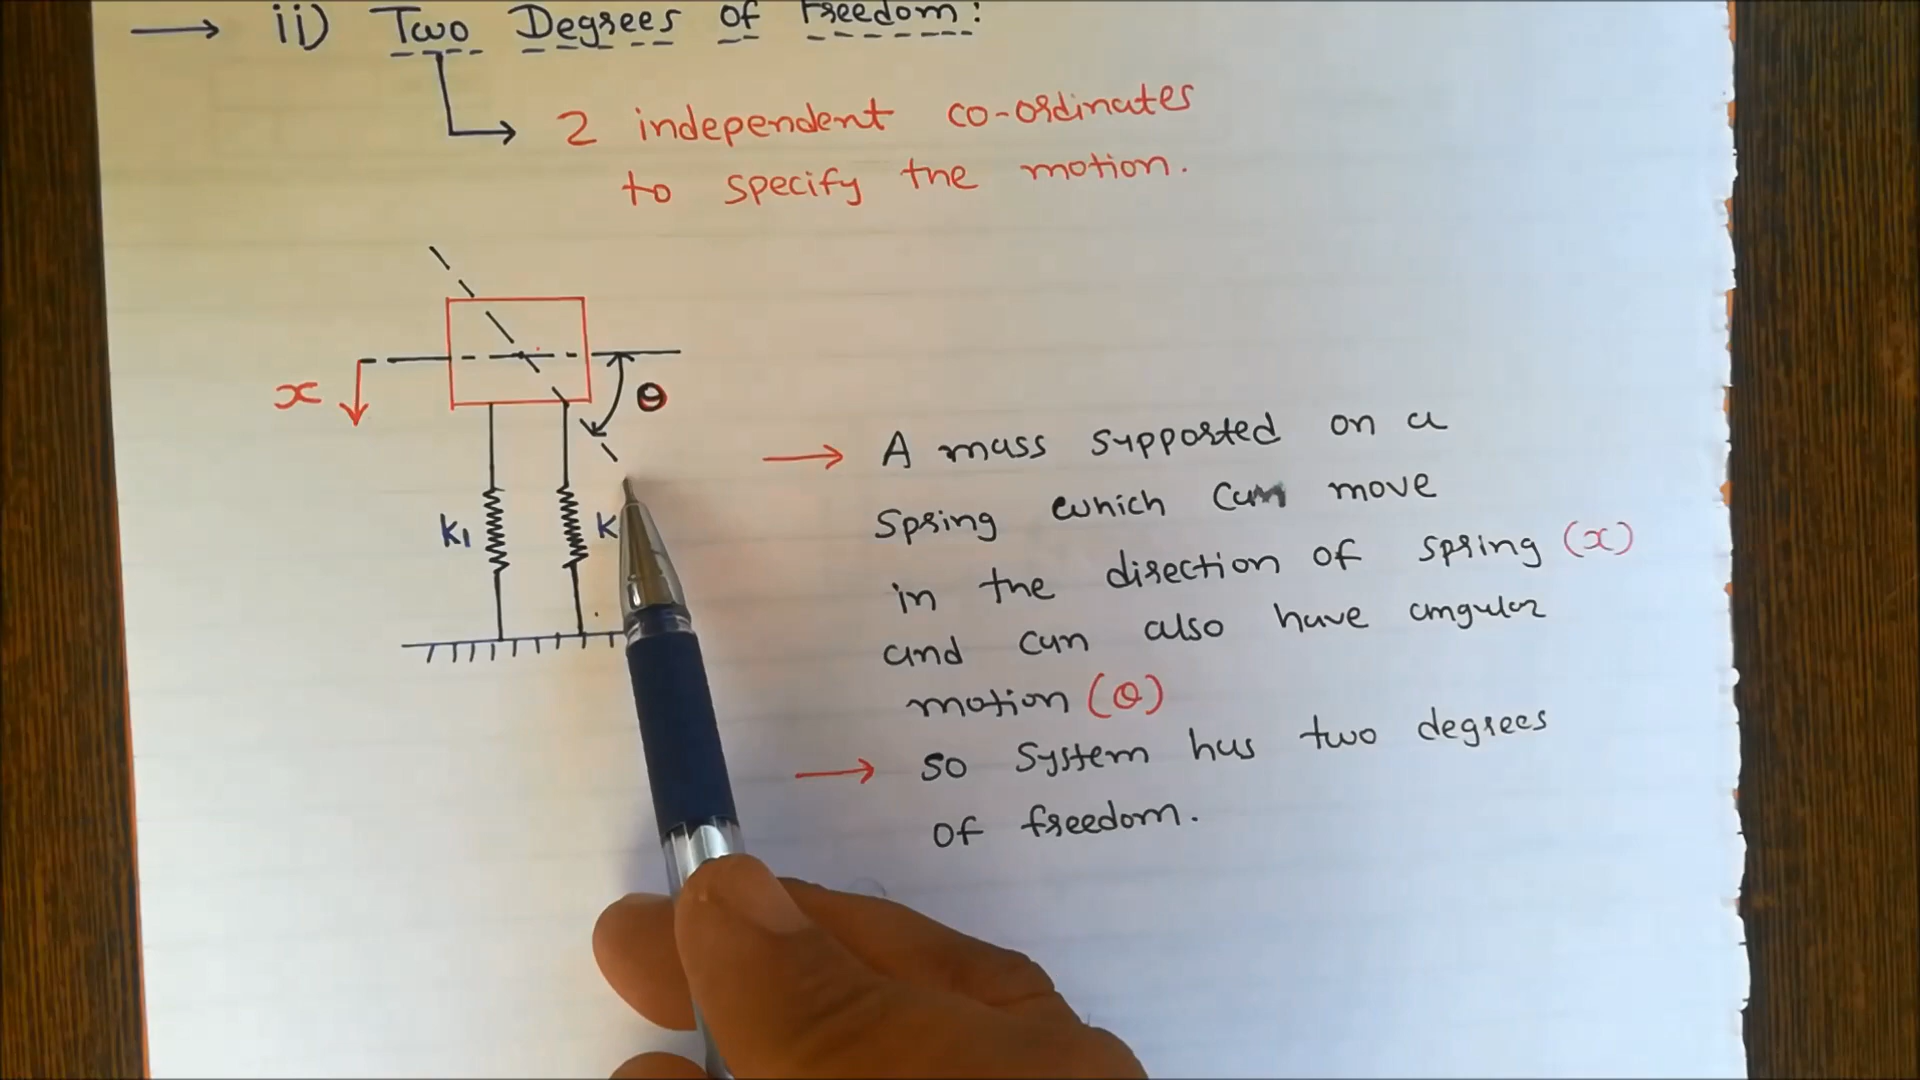 ii) Two Degrees of Freedom:
2 independent co-ordinates
to specify the motion.
x
θ
K1
K
A mass supported on a
spring which can move
in the direction of spring (x)
and can also have angular
motion (θ)
So System has two degrees
of freedom.